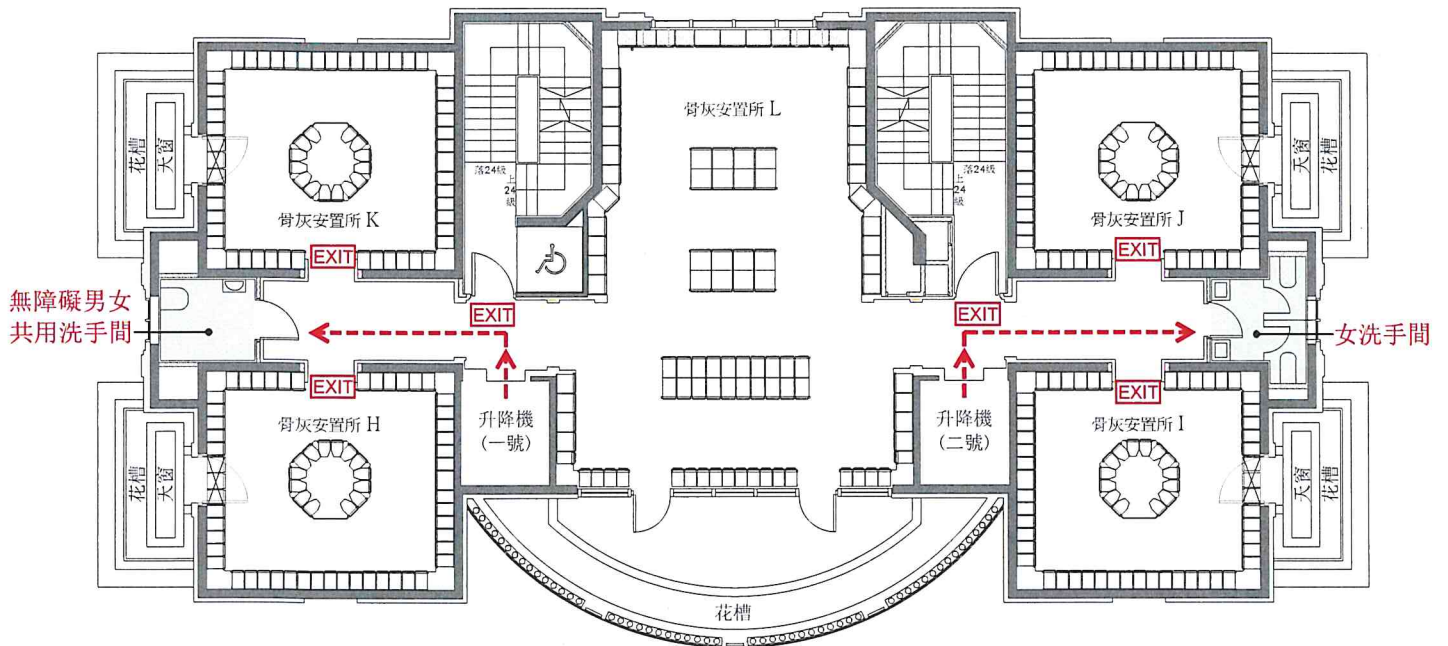 骨灰安置所 L
花槽
天窗
落24級
上
24
級
落24級
上
24
級
天窗
花槽
骨灰安置所 K
骨灰安置所 J
EXIT
EXIT
無障礙男女
共用洗手間
EXIT
EXIT
女洗手間
EXIT
EXIT
骨灰安置所 H
升降機
(一號)
升降機
(二號)
骨灰安置所 I
花槽
天窗
天窗
花槽
花槽